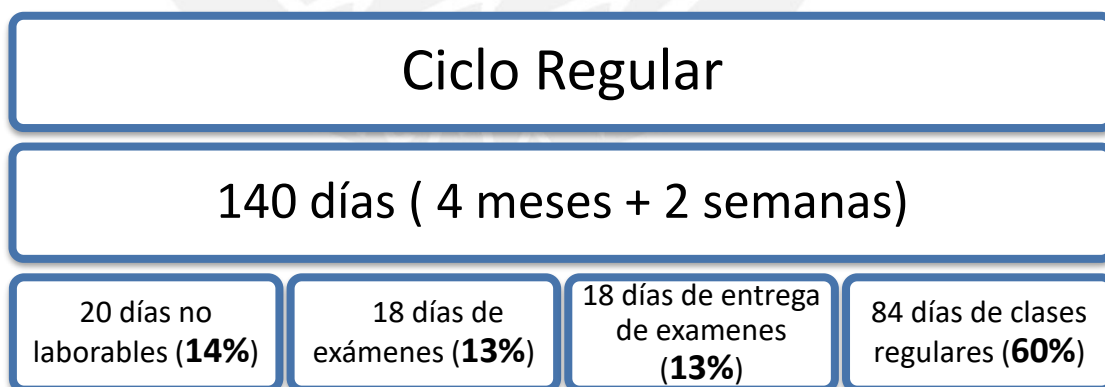 Ciclo Regular
140 días ( 4 meses + 2 semanas)
20 días no
laborables (14%)
18 días de
exámenes (13%)
18 días de entrega
de examenes
(13%)
84 días de clases
regulares (60%)